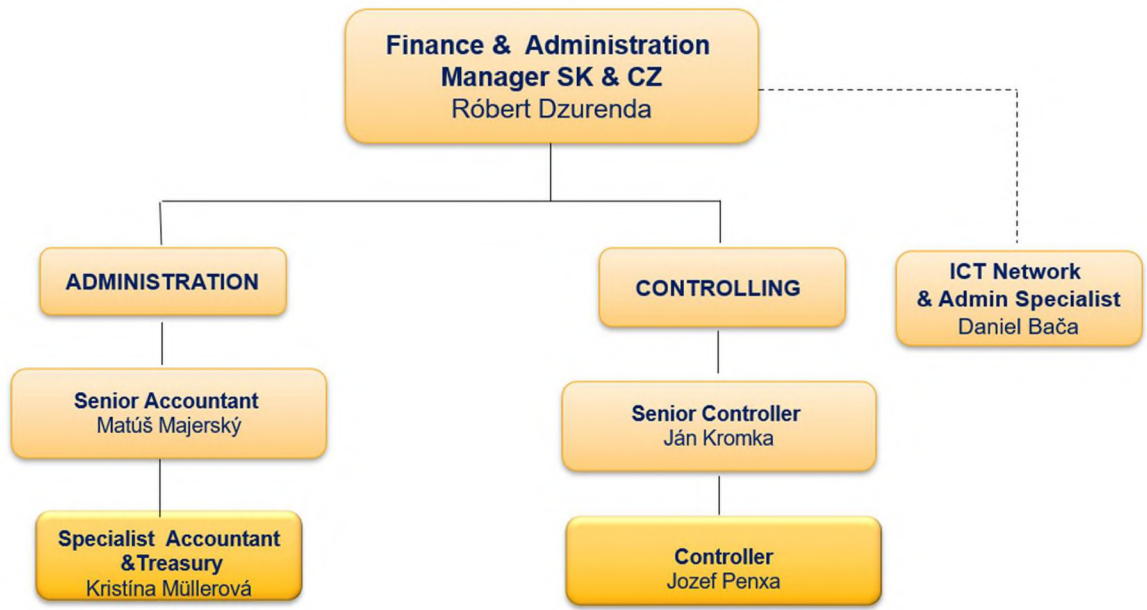 Finance & Administration
Manager SK & CZ
Róbert Dzurenda
ADMINISTRATION
CONTROLLING
ICT Network
& Admin Specialist
Daniel Bača
Senior Accountant
Matúš Majerský
Senior Controller
Ján Kromka
Specialist Accountant
&Treasury
Kristína Müllerová
Controller
Jozef Penxa